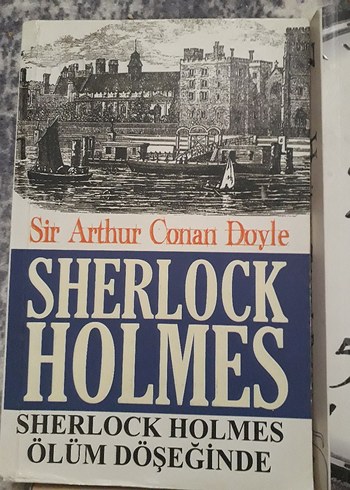 Sir Arthur Conan Doyle
SHERLOCK
HOLMES
SHERLOCK HOLMES
ÖLÜM DÖŞEĞİNDE